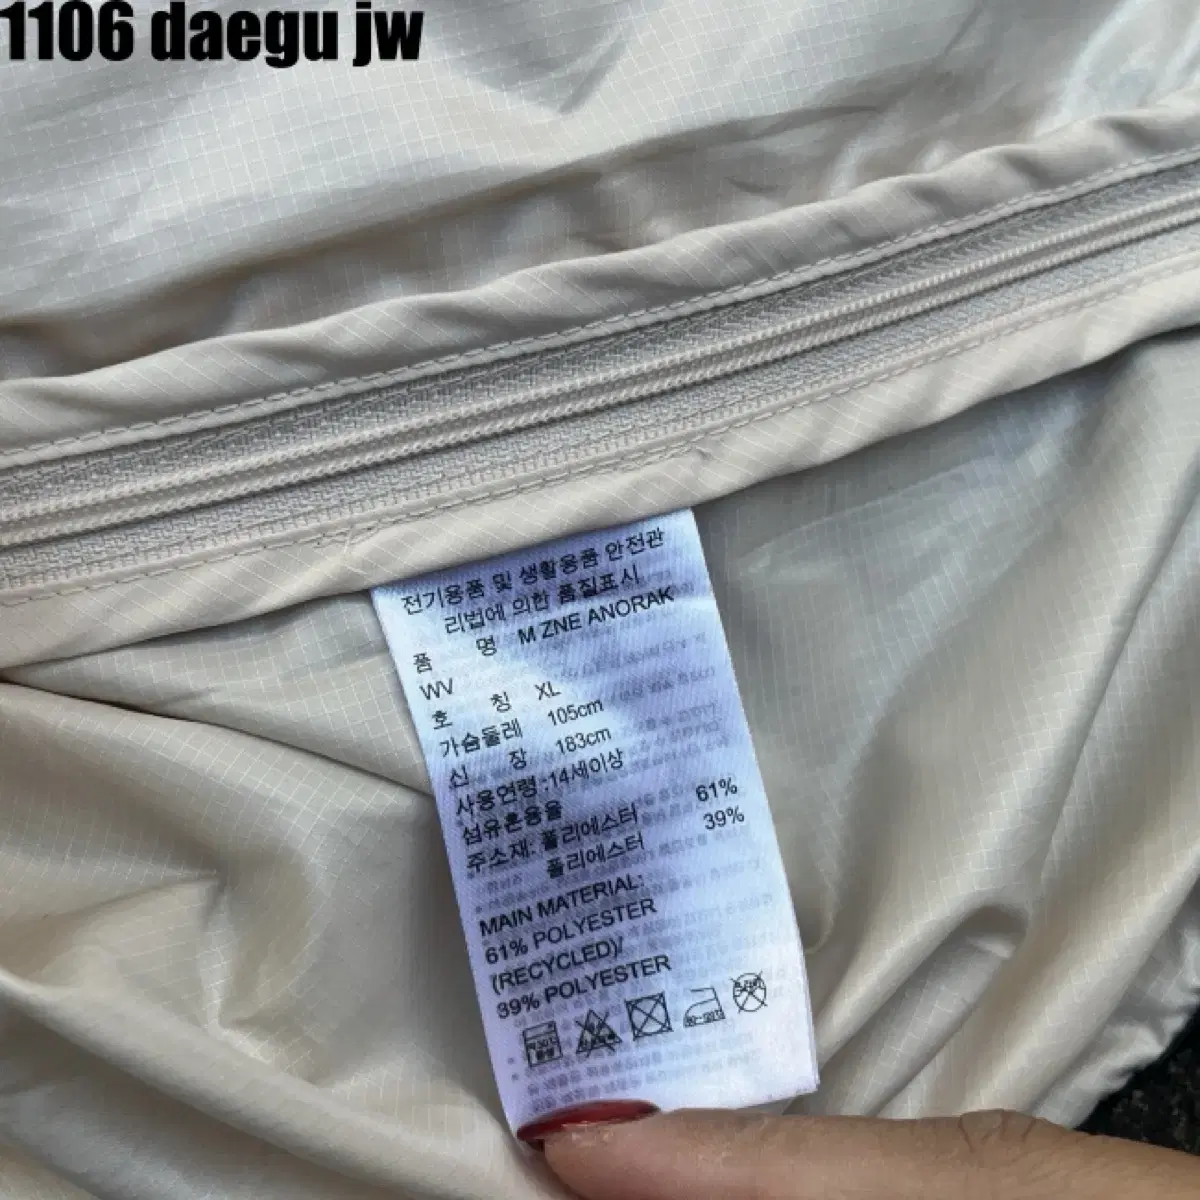 1106 daegu jw
전기용품 및 생활용품 안전관
리법에 의한 품질표시
품 명 M ZNE ANORAK
WV
호 칭 XL
가슴둘레 105cm
신 장 183cm
사용연령 : 14세이상
섬유혼용율
주소재: 폴리에스터 61%
폴리에스터 39%
MAIN MATERIAL:
61% POLYESTER
(RECYCLED)/
39% POLYESTER